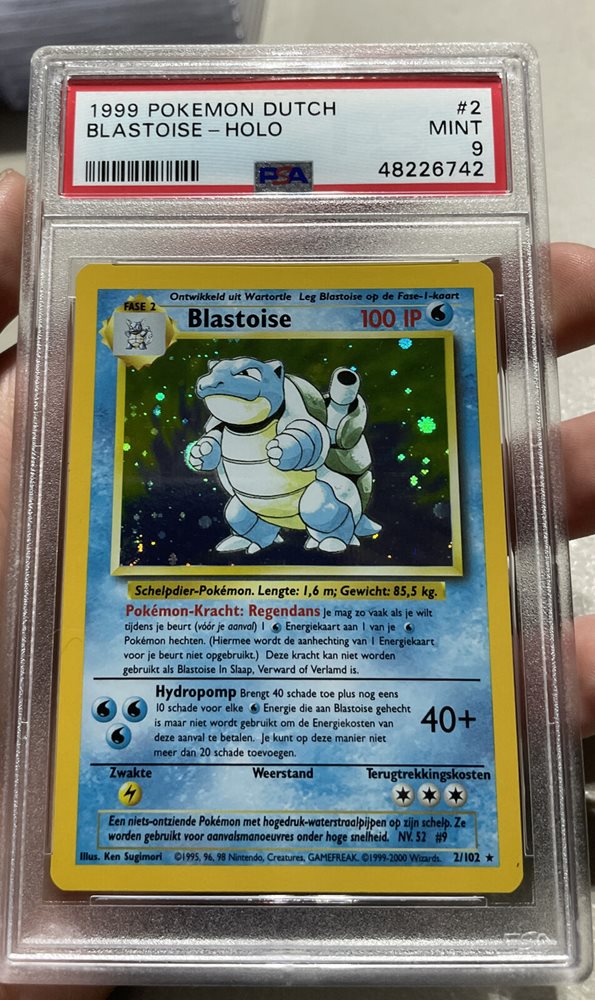 1999 POKEMON DUTCH #2
BLASTOISE – HOLO MINT
9
PSA 48226742
Ontwikkeld uit Wartortle Leg Blastoise op de Fase-1-kaart
FASE 2
Blastoise 100 IP
Schelpdier-Pokémon. Lengte: 1,6 m; Gewicht: 85,5 kg.
Pokémon-Kracht: Regendans Je mag zo vaak als je wilt
tijdens je beurt (vóór je aanval) 1 Energiekaart aan 1 van je
Pokémon hechten. (Hiermee wordt de aanhechting van 1 Energiekaart
voor je beurt niet opgebruikt.) Deze kracht kan niet worden
gebruikt als Blastoise In Slaap, Verward of Verlamd is.
Hydropomp Brengt 40 schade toe plus nog eens
10 schade voor elke Energie die aan Blastoise gehecht
is maar niet wordt gebruikt om de Energiekosten van
deze aanval te betalen. Je kunt op deze manier niet
meer dan 20 schade toevoegen.
40+
Zwakte Weerstand Terugtrekkingskosten
Een niets-ontziende Pokémon met hogedruk-waterstraalpijpen op zijn schelp. Ze
worden gebruikt voor aanvalsmanoeuvres onder hoge snelheid. NV. 52 #9
Illus. Ken Sugimori ©1995, 96, 98 Nintendo, Creatures, GAMEFREAK. ©1999-2000 Wizards. 2/102 ★